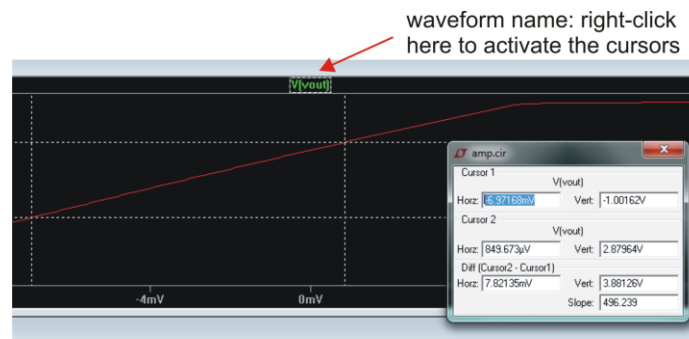 waveform name: right-click
here to activate the cursors
V(vout)
amp.cir
Cursor 1
V(vout)
Horz: -6.97168mV Vert: -1.00162V
Cursor 2
V(vout)
Horz: 849.673µV Vert: 2.87964V
Diff (Cursor2 - Cursor1)
Horz: 7.82135mV Vert: 3.88126V
Slope: 496.239
-4mV 0mV